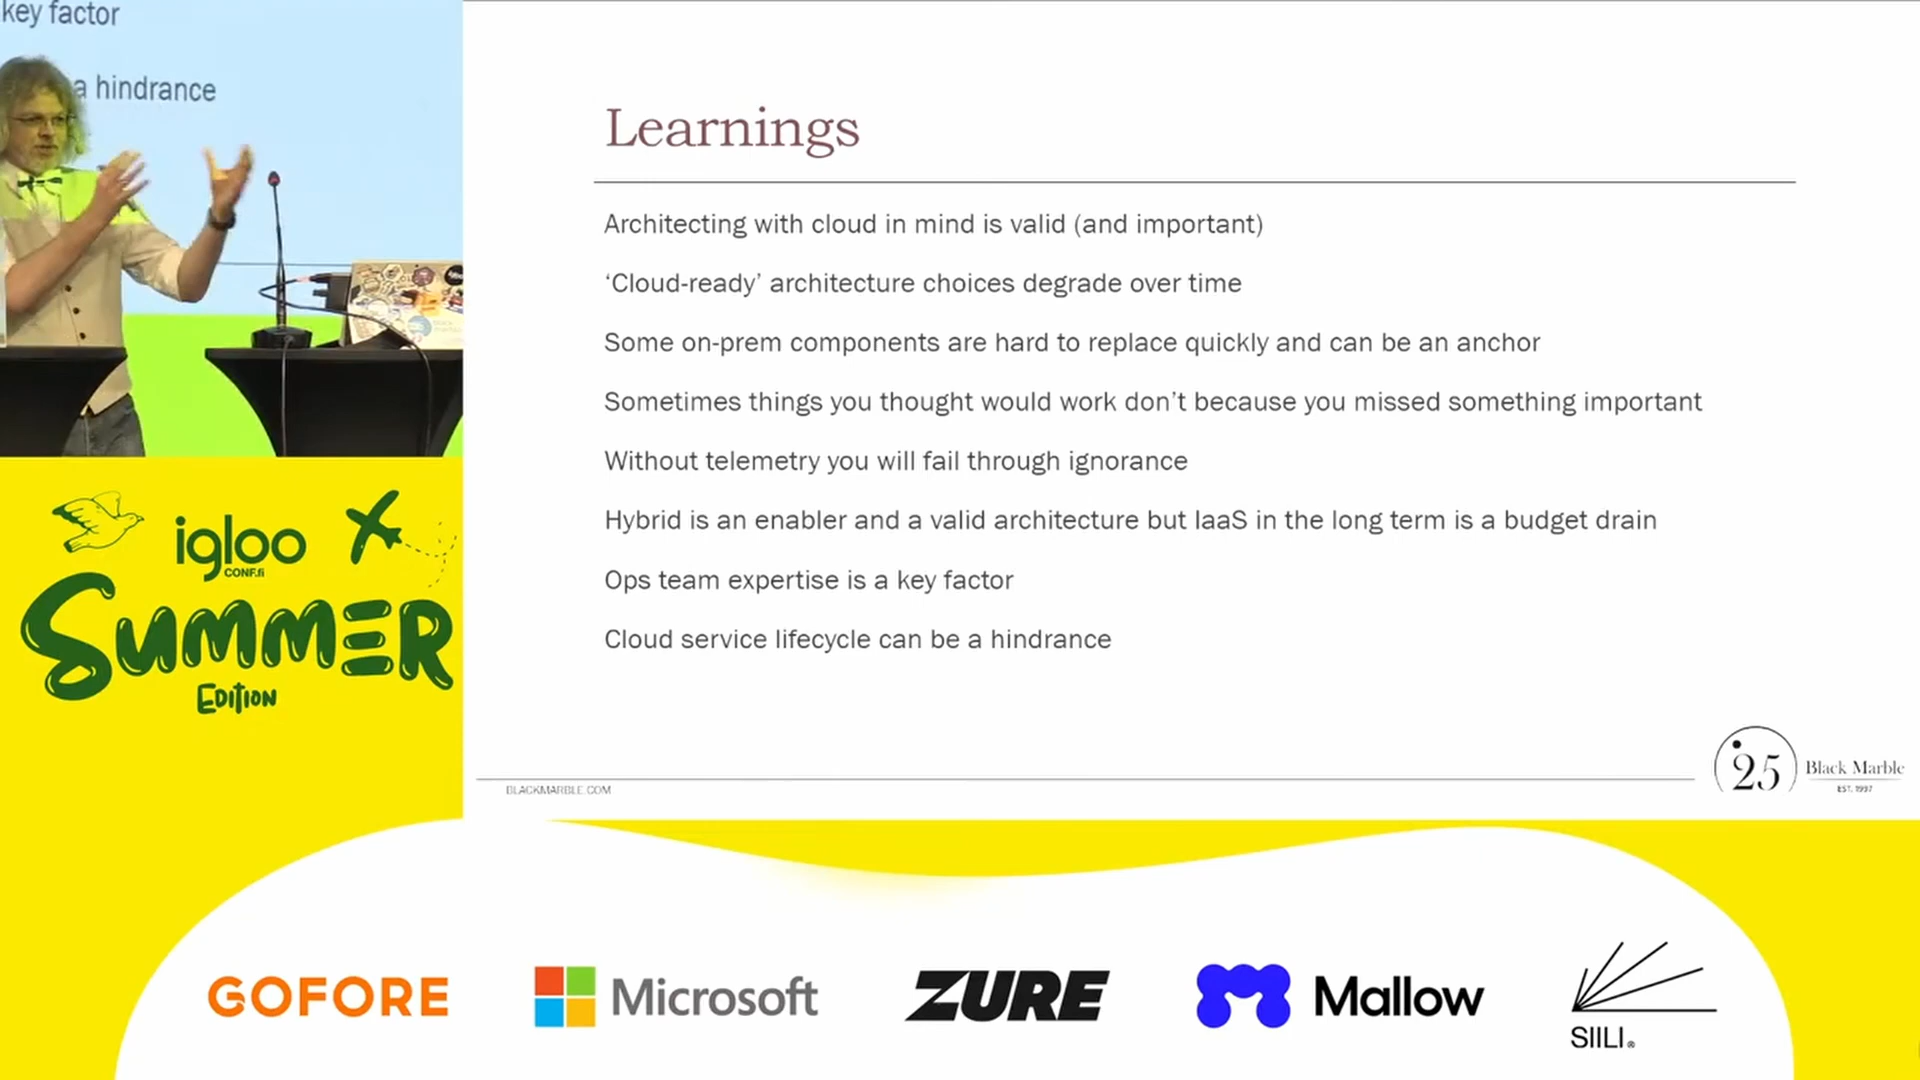 key factor
a hindrance
igloo
CONF.fi
SUMMER
EDITION
Learnings
Architecting with cloud in mind is valid (and important)
‘Cloud-ready’ architecture choices degrade over time
Some on-prem components are hard to replace quickly and can be an anchor
Sometimes things you thought would work don’t because you missed something important
Without telemetry you will fail through ignorance
Hybrid is an enabler and a valid architecture but IaaS in the long term is a budget drain
Ops team expertise is a key factor
Cloud service lifecycle can be a hindrance
BLACKMARBLE.COM
25
Black Marble
EST. 1997
GOFORE
Microsoft
ZURE
Mallow
SIILI®